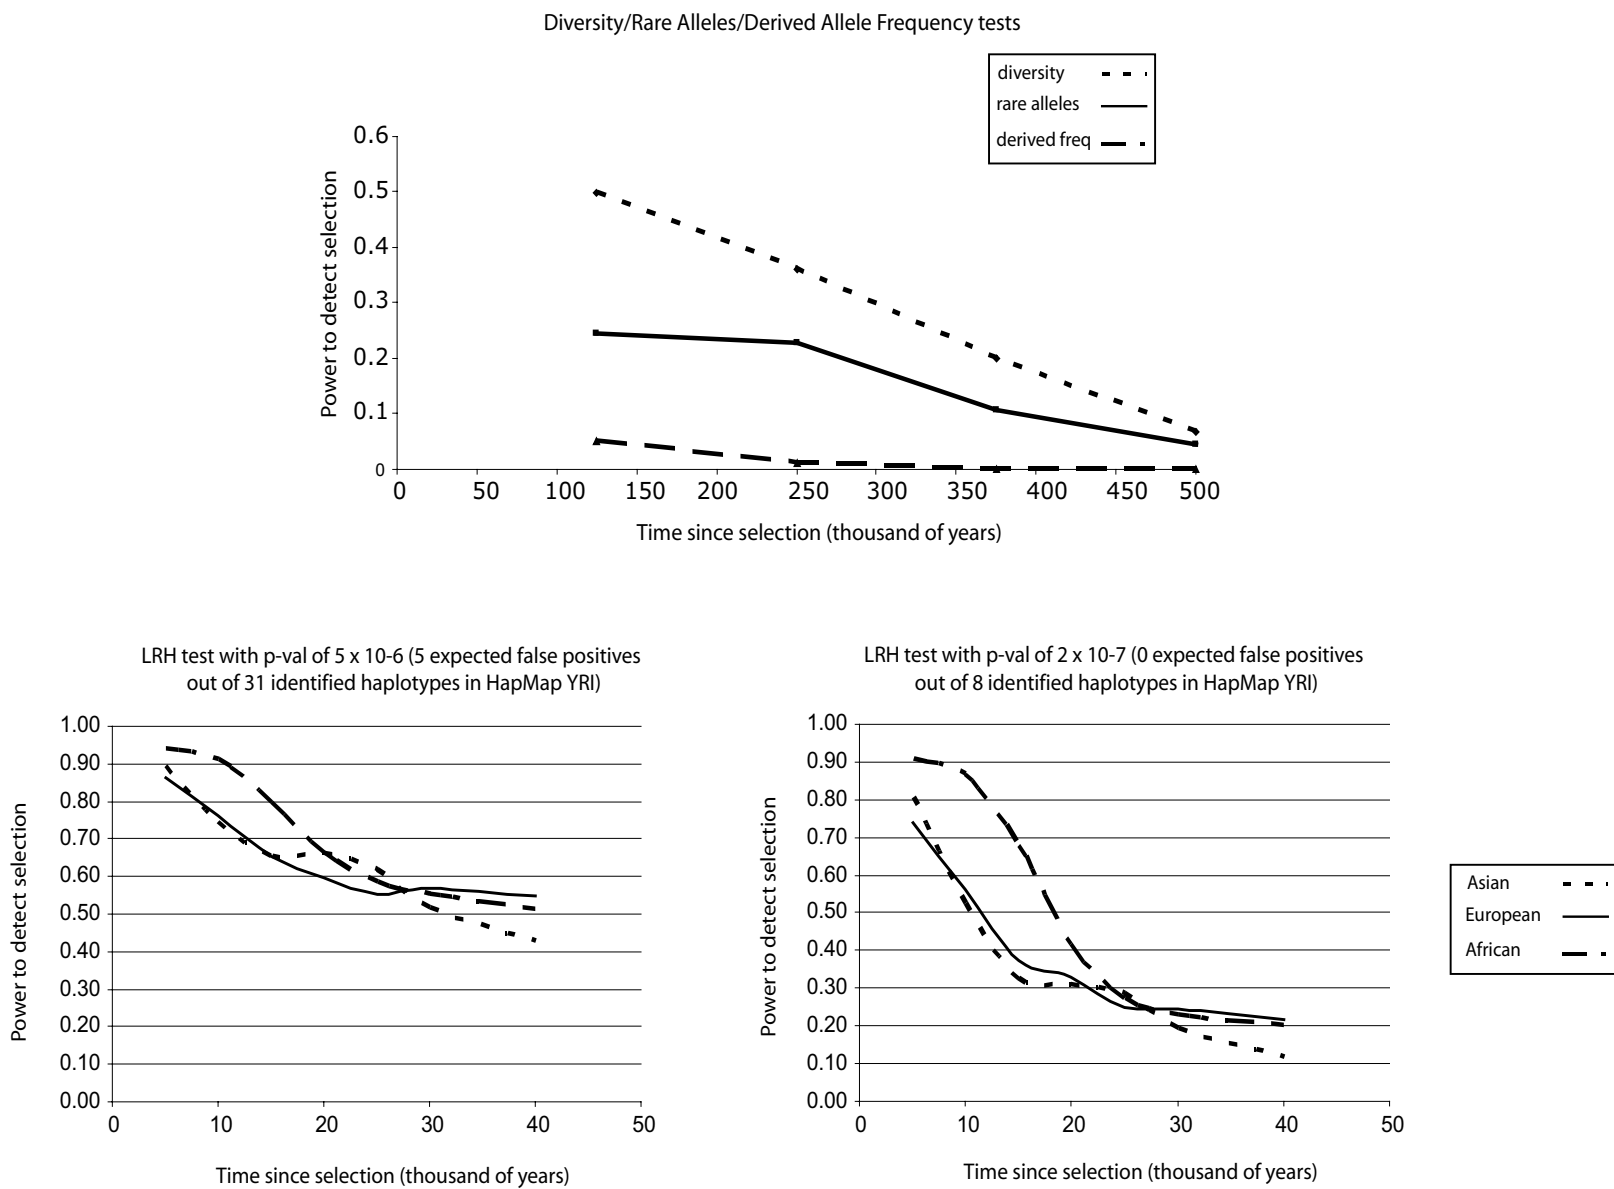 Diversity/Rare Alleles/Derived Allele Frequency tests
diversity
rare alleles
derived freq
0.6
0.5
0.4
0.3
0.2
0.1
0
Power to detect selection
0 50 100 150 200 250 300 350 400 450 500
Time since selection (thousand of years)
LRH test with p-val of 5 x 10-6 (5 expected false positives
out of 31 identified haplotypes in HapMap YRI)
1.00
0.90
0.80
0.70
0.60
0.50
0.40
0.30
0.20
0.10
0.00
Power to detect selection
0 10 20 30 40 50
Time since selection (thousand of years)
LRH test with p-val of 2 x 10-7 (0 expected false positives
out of 8 identified haplotypes in HapMap YRI)
1.00
0.90
0.80
0.70
0.60
0.50
0.40
0.30
0.20
0.10
0.00
Power to detect selection
0 10 20 30 40 50
Time since selection (thousand of years)
Asian
European
African